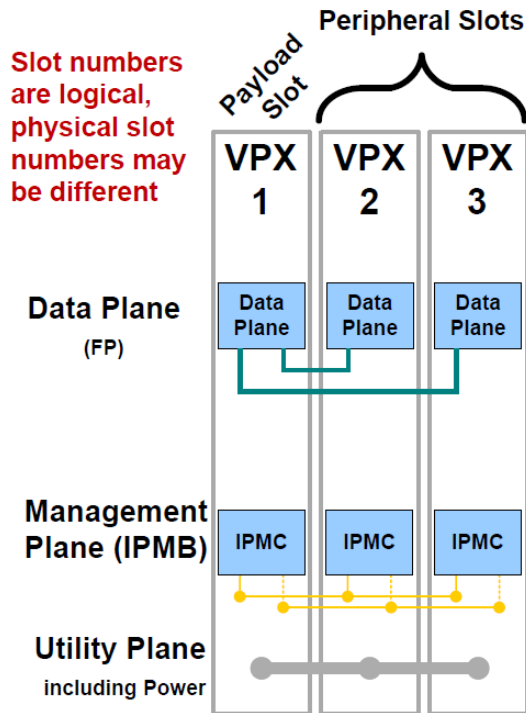 Peripheral Slots
Slot numbers
are logical,
physical slot
numbers may
be different
Payload
Slot
VPX
1
VPX
2
VPX
3
Data Plane
(FP)
Data
Plane
Data
Plane
Data
Plane
Management
Plane (IPMB)
IPMC
IPMC
IPMC
Utility Plane
including Power